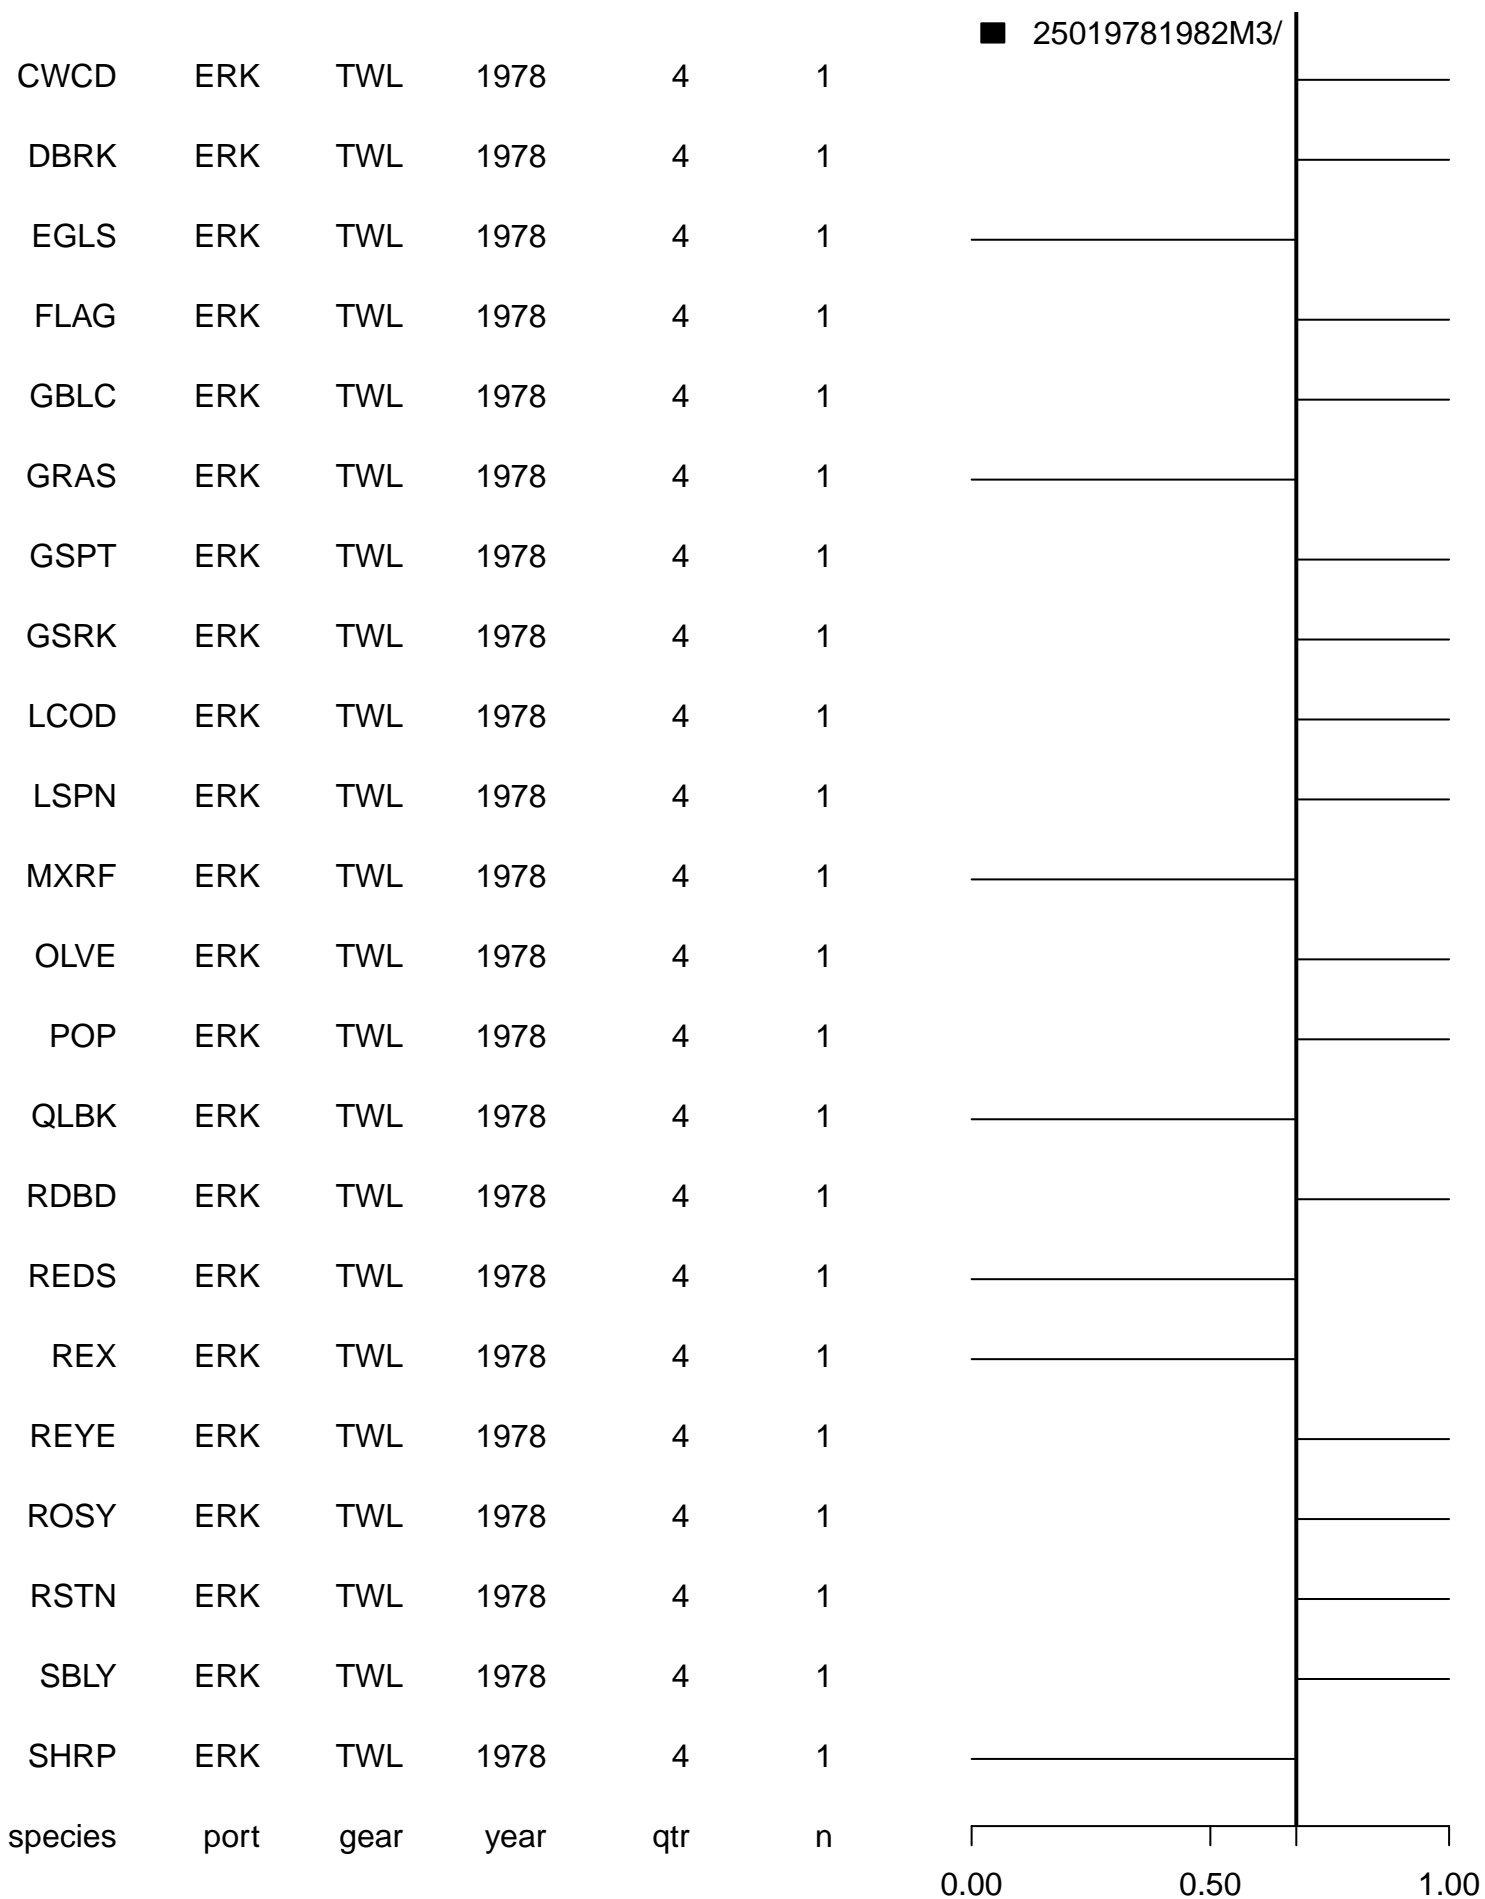 25019781982M3/
CWCD ERK TWL 1978 4 1
DBRK ERK TWL 1978 4 1
EGLS ERK TWL 1978 4 1
FLAG ERK TWL 1978 4 1
GBLC ERK TWL 1978 4 1
GRAS ERK TWL 1978 4 1
GSPT ERK TWL 1978 4 1
GSRK ERK TWL 1978 4 1
LCOD ERK TWL 1978 4 1
LSPN ERK TWL 1978 4 1
MXRF ERK TWL 1978 4 1
OLVE ERK TWL 1978 4 1
POP ERK TWL 1978 4 1
QLBK ERK TWL 1978 4 1
RDBD ERK TWL 1978 4 1
REDS ERK TWL 1978 4 1
REX ERK TWL 1978 4 1
REYE ERK TWL 1978 4 1
ROSY ERK TWL 1978 4 1
RSTN ERK TWL 1978 4 1
SBLY ERK TWL 1978 4 1
SHRP ERK TWL 1978 4 1
species port gear year qtr n
0.00 0.50 1.00